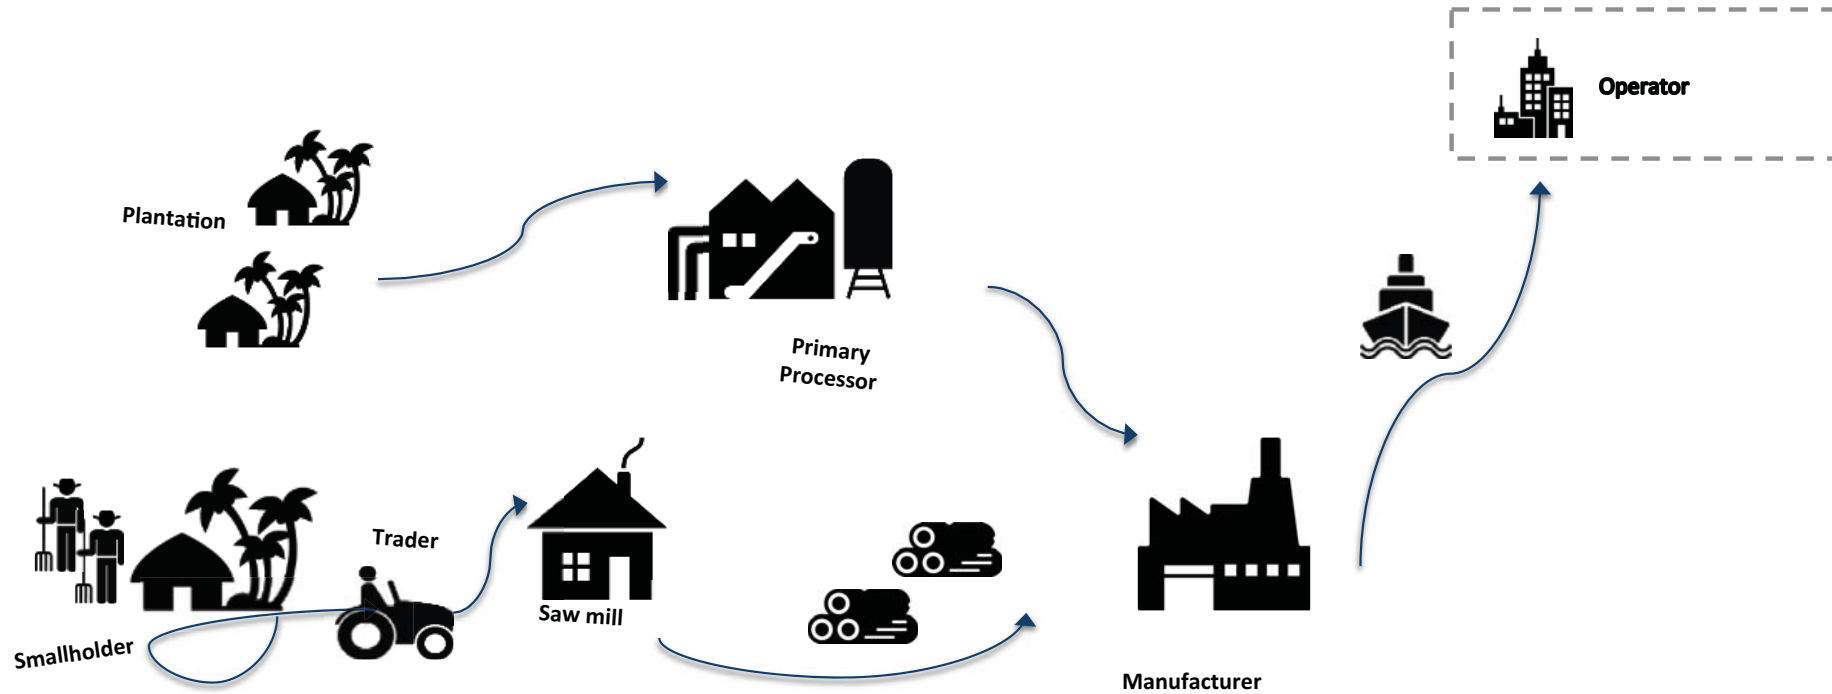 Operator
Plantation
Primary
Processor
Trader
Saw mill
Smallholder
Manufacturer